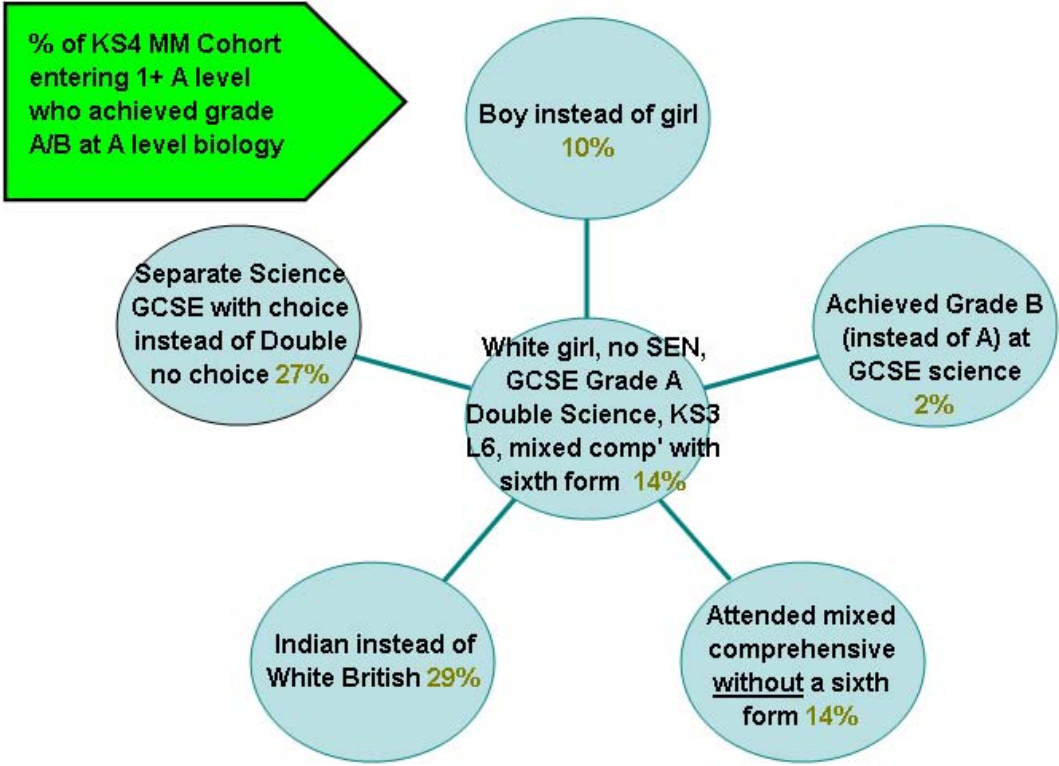 % of KS4 MM Cohort
entering 1+ A level
who achieved grade
A/B at A level biology
Boy instead of girl
10%
Separate Science
GCSE with choice
instead of Double
no choice 27%
Achieved Grade B
(instead of A) at
GCSE science
2%
White girl, no SEN,
GCSE Grade A
Double Science, KS3
L6, mixed comp' with
sixth form 14%
Indian instead of
White British 29%
Attended mixed
comprehensive
without a sixth
form 14%